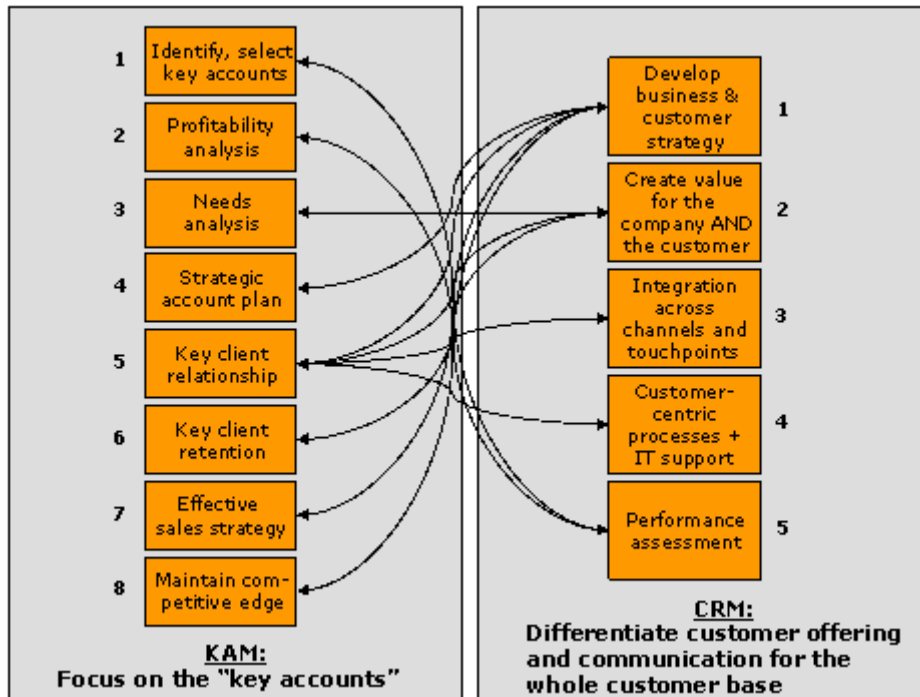 1
Identify, select
key accounts
2
Profitability
analysis
3
Needs
analysis
4
Strategic
account plan
5
Key client
relationship
6
Key client
retention
7
Effective
sales strategy
8
Maintain com-
petitive edge
KAM:
Focus on the "key accounts”
Develop
business &
customer
strategy
1
Create value
for the
company AND
the customer
2
Integration
across
channels and
touchpoints
3
Customer-
centric
processes +
IT support
4
Performance
assessment
5
CRM:
Differentiate customer offering
and communication for the
whole customer base